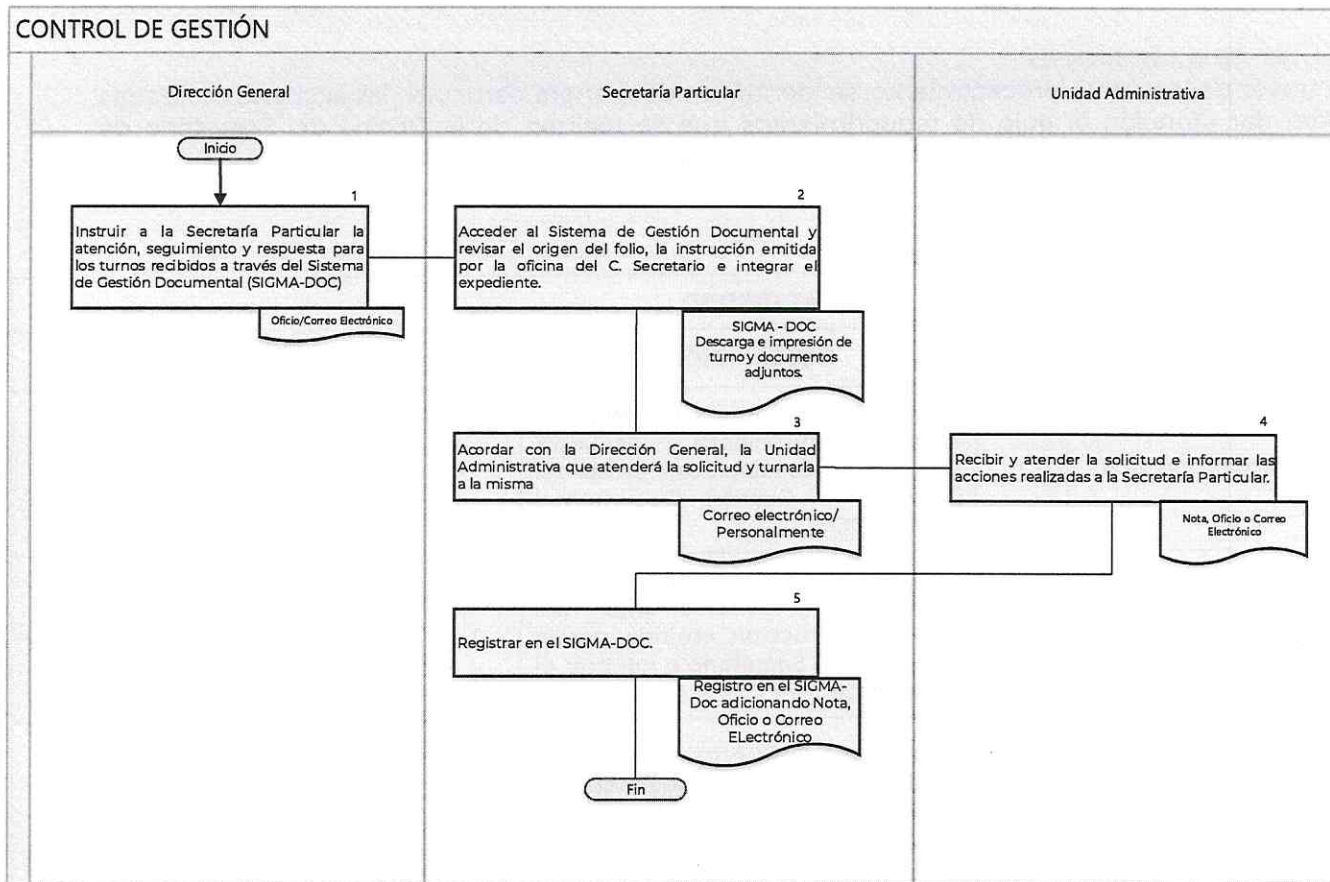 CONTROL DE GESTIÓN
Dirección General
Secretaría Particular
Unidad Administrativa
Inicio
1
Instruir a la Secretaría Particular la
atención, seguimiento y respuesta para
los turnos recibidos a través del Sistema
de Gestión Documental (SIGMA-DOC)
Oficio/Correo Electrónico
2
Acceder al Sistema de Gestión Documental y
revisar el origen del folio, la instrucción emitida
por la oficina del C. Secretario e integrar el
expediente.
SIGMA - DOC
Descarga e impresión de
turno y documentos
adjuntos.
3
Acordar con la Dirección General, la Unidad
Administrativa que atenderá la solicitud y turnarla
a la misma
Correo electrónico/
Personalmente
4
Recibir y atender la solicitud e informar las
acciones realizadas a la Secretaría Particular.
Nota, Oficio o Correo
Electrónico
5
Registrar en el SIGMA-DOC.
Registro en el SIGMA-
Doc adicionando Nota,
Oficio o Correo
ELectrónico
Fin